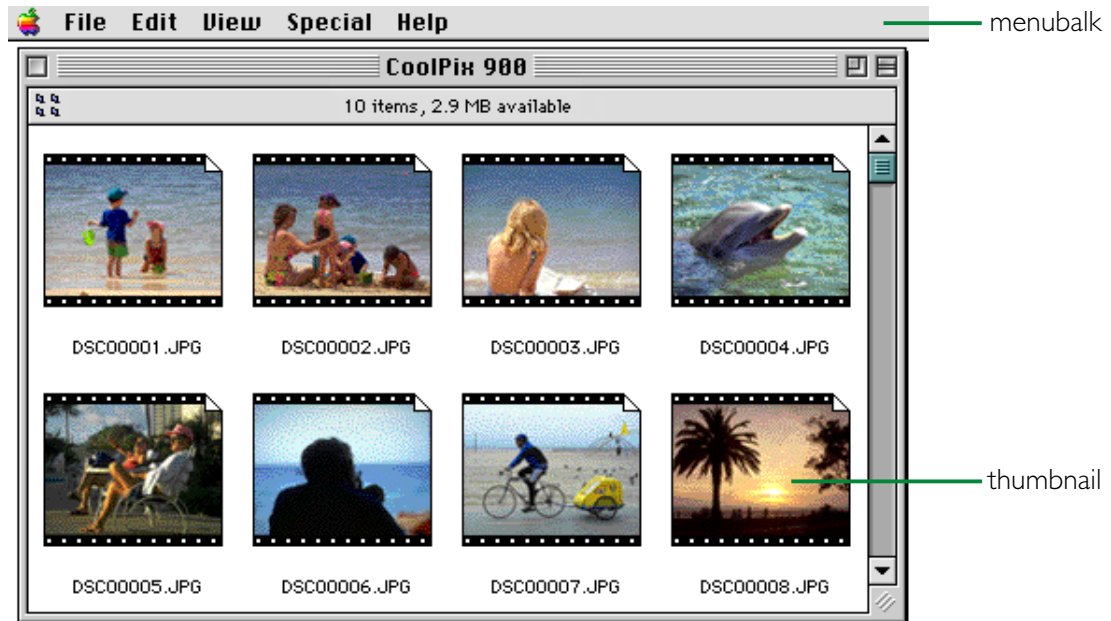 File Edit View Special Help
menubalk
CoolPix 900
10 items, 2.9 MB available
DSC00001.JPG DSC00002.JPG DSC00003.JPG DSC00004.JPG
thumbnail
DSC00005.JPG DSC00006.JPG DSC00007.JPG DSC00008.JPG